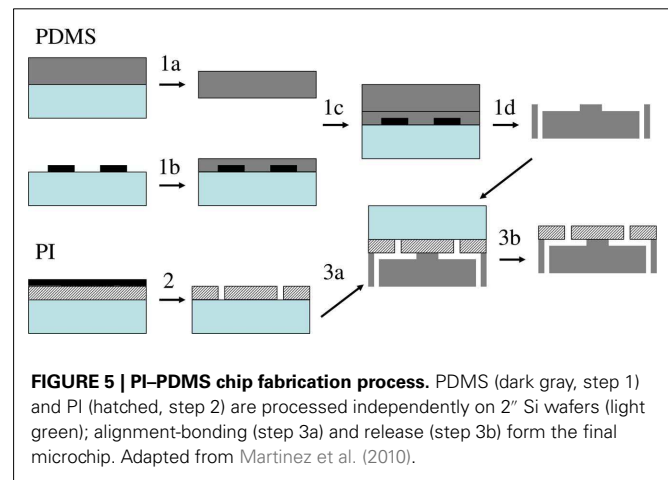 PDMS
1a
1c
1d
1b
PI
2
3a
3b
FIGURE 5 | PI–PDMS chip fabrication process. PDMS (dark gray, step 1)
and PI (hatched, step 2) are processed independently on 2″ Si wafers (light
green); alignment-bonding (step 3a) and release (step 3b) form the final
microchip. Adapted from Martinez et al. (2010).